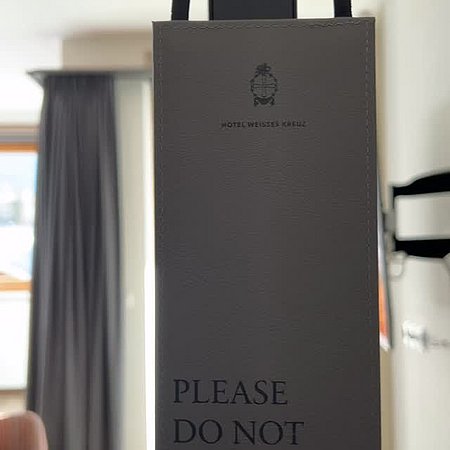 HOTEL WEISSES KREUZ
PLEASE
DO NOT